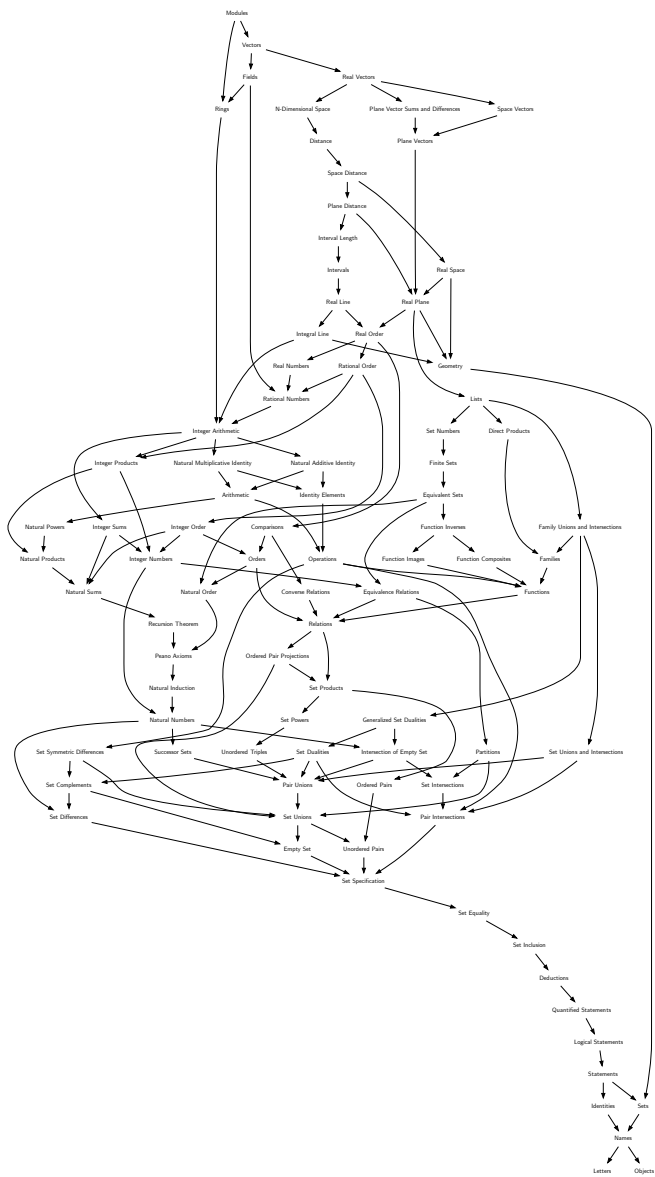 Modules
Vectors
Fields
Real Vectors
Rings
N-Dimensional Space
Plane Vector Sums and Differences
Space Vectors
Distance
Plane Vectors
Space Distance
Plane Distance
Interval Length
Intervals
Real Space
Real Line
Real Plane
Integral Line
Real Order
Real Numbers
Rational Order
Geometry
Rational Numbers
Lists
Integer Arithmetic
Set Numbers
Direct Products
Integer Products
Natural Multiplicative Identity
Natural Additive Identity
Finite Sets
Arithmetic
Identity Elements
Equivalent Sets
Natural Powers
Integer Sums
Integer Order
Comparisons
Function Inverses
Family Unions and Intersections
Natural Products
Integer Numbers
Orders
Operations
Function Images
Function Composites
Families
Natural Sums
Natural Order
Converse Relations
Equivalence Relations
Functions
Recursion Theorem
Relations
Peano Axioms
Ordered Pair Projections
Natural Induction
Set Products
Natural Numbers
Set Powers
Generalized Set Dualities
Set Symmetric Differences
Successor Sets
Unordered Triples
Set Dualities
Intersection of Empty Set
Partitions
Set Unions and Intersections
Set Complements
Pair Unions
Ordered Pairs
Set Intersections
Set Differences
Set Unions
Pair Intersections
Empty Set
Unordered Pairs
Set Specification
Set Equality
Set Inclusion
Deductions
Quantified Statements
Logical Statements
Statements
Identities
Sets
Names
Letters
Objects